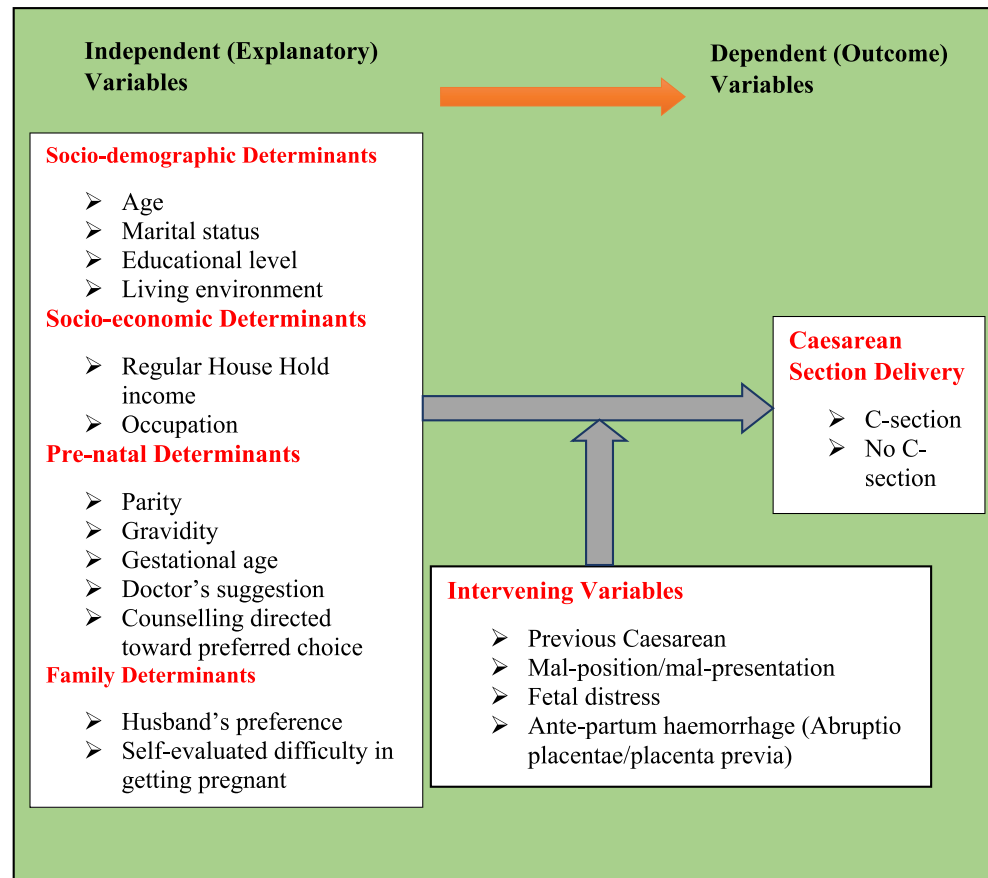 Independent (Explanatory)
Variables
Dependent (Outcome)
Variables
Socio-demographic Determinants
➢ Age
➢ Marital status
➢ Educational level
➢ Living environment
Socio-economic Determinants
➢ Regular House Hold
income
➢ Occupation
Pre-natal Determinants
➢ Parity
➢ Gravidity
➢ Gestational age
➢ Doctor’s suggestion
➢ Counselling directed
toward preferred choice
Family Determinants
➢ Husband’s preference
➢ Self-evaluated difficulty in
getting pregnant
Caesarean
Section Delivery
➢ C-section
➢ No C-
section
Intervening Variables
➢ Previous Caesarean
➢ Mal-position/mal-presentation
➢ Fetal distress
➢ Ante-partum haemorrhage (Abruptio
placentae/placenta previa)